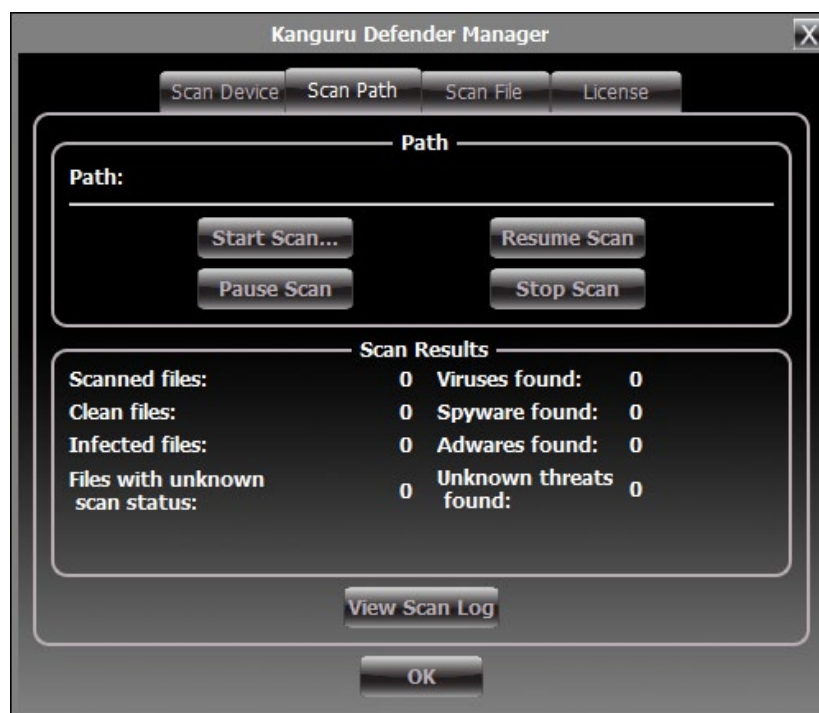 Kanguru Defender Manager
X
Scan Device Scan Path Scan File License
Path
Path:
Start Scan... Resume Scan
Pause Scan Stop Scan
Scan Results
Scanned files: 0 Viruses found: 0
Clean files: 0 Spyware found: 0
Infected files: 0 Adwares found: 0
Files with unknown
scan status: 0 Unknown threats
found: 0
View Scan Log
OK